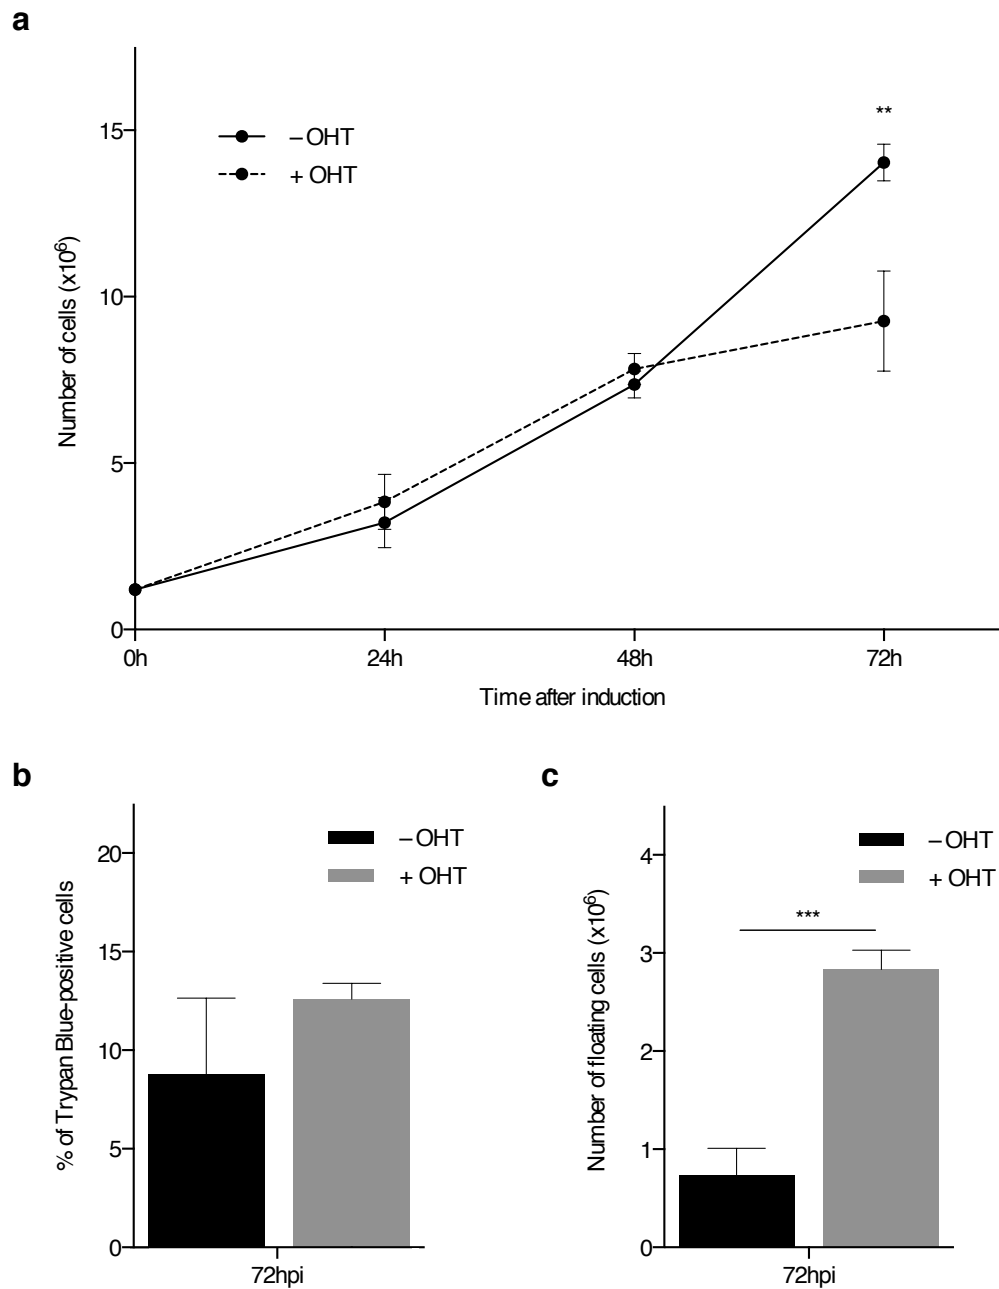 a
**
15
– OHT
+ OHT
Number of cells (x10⁶)
10
5
0
0h 24h 48h 72h
Time after induction
b
c
– OHT
+ OHT
% of Trypan Blue-positive cells
20
15
10
5
0
72hpi
– OHT
+ OHT
Number of floating cells (x10⁶)
***
4
3
2
1
0
72hpi